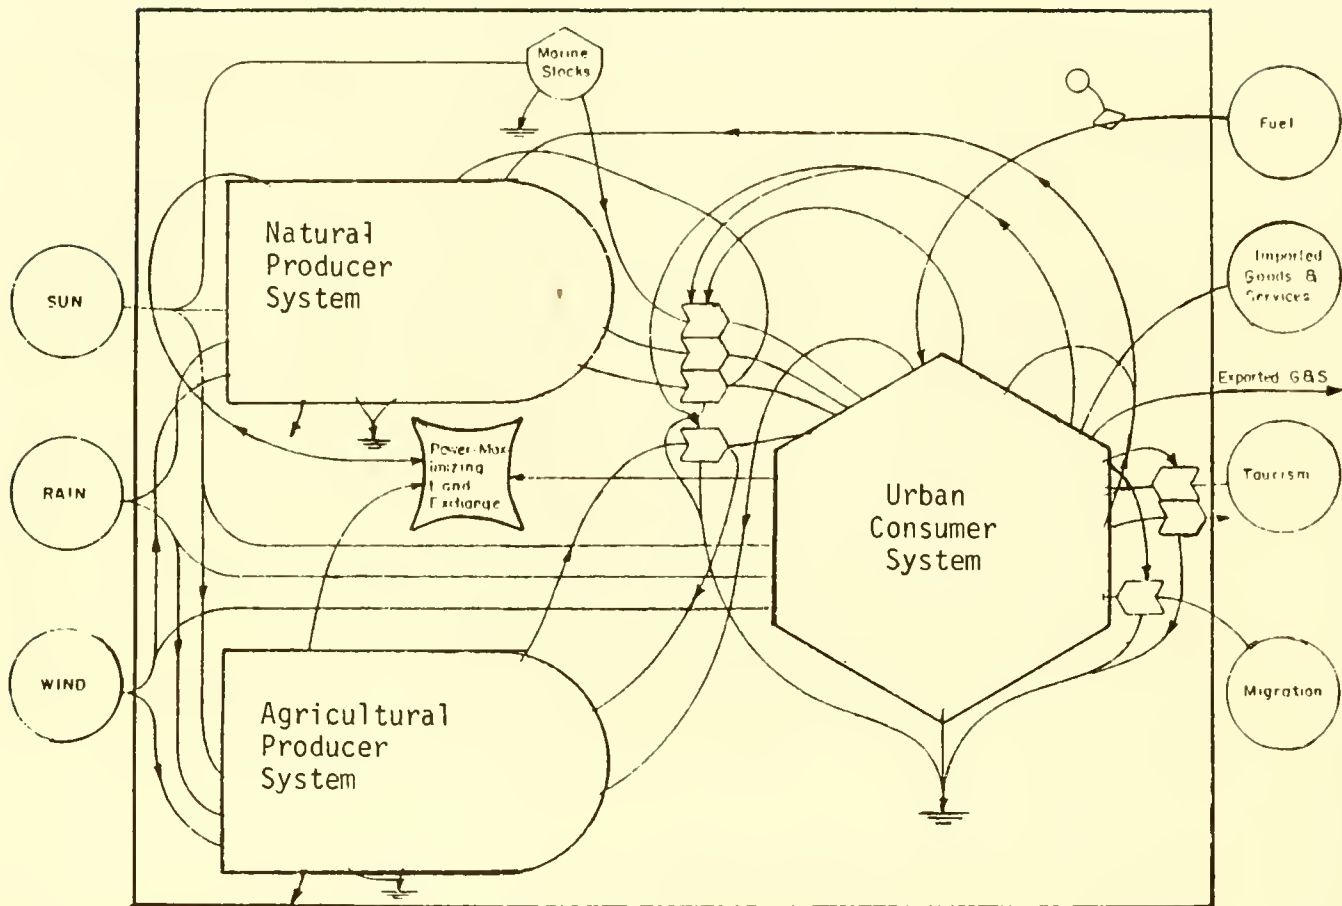 Marine
Stocks
Fuel
Natural
Producer
System
Imported
Goods &
Services
SUN
Exported G&S
Power-Max-
imizing
Land
Exchange
Tourism
RAIN
Urban
Consumer
System
WIND
Migration
Agricultural
Producer
System